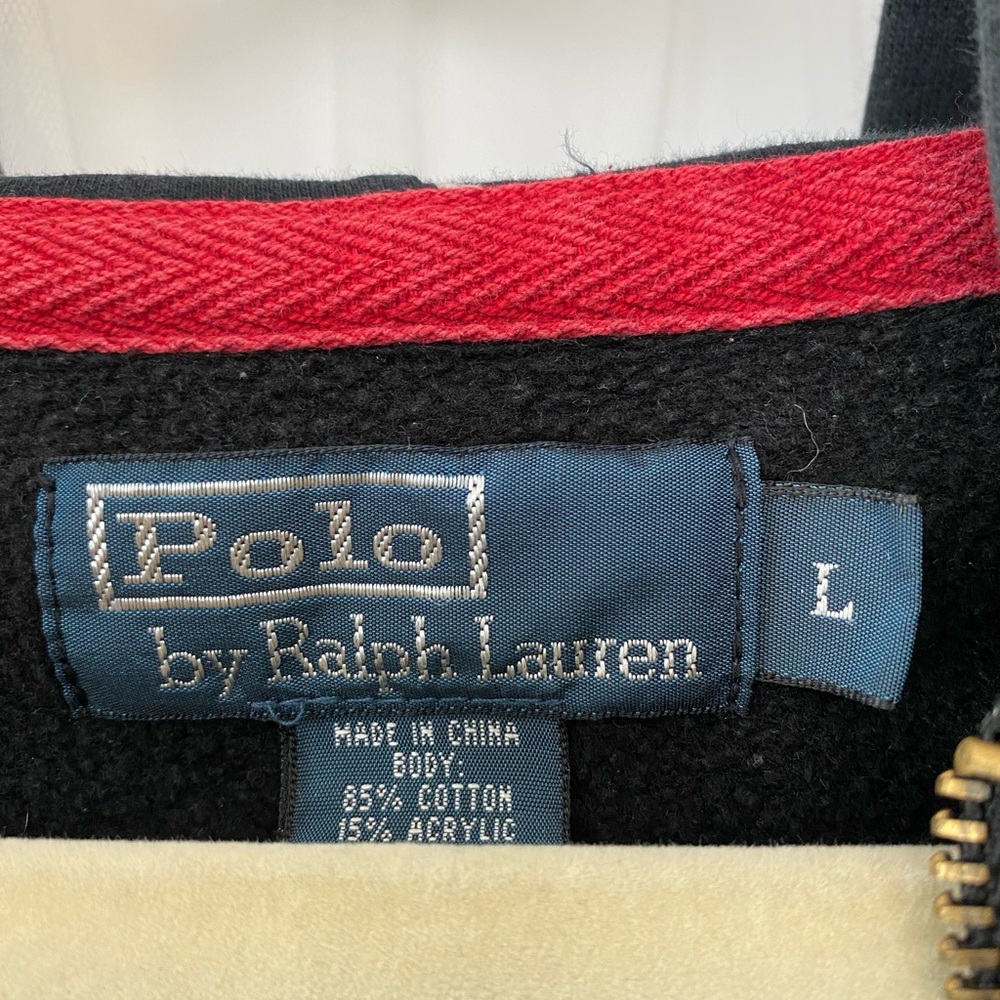 Polo
by Ralph Lauren
L
MADE IN CHINA
BODY:
85% COTTON
15% ACRYLIC